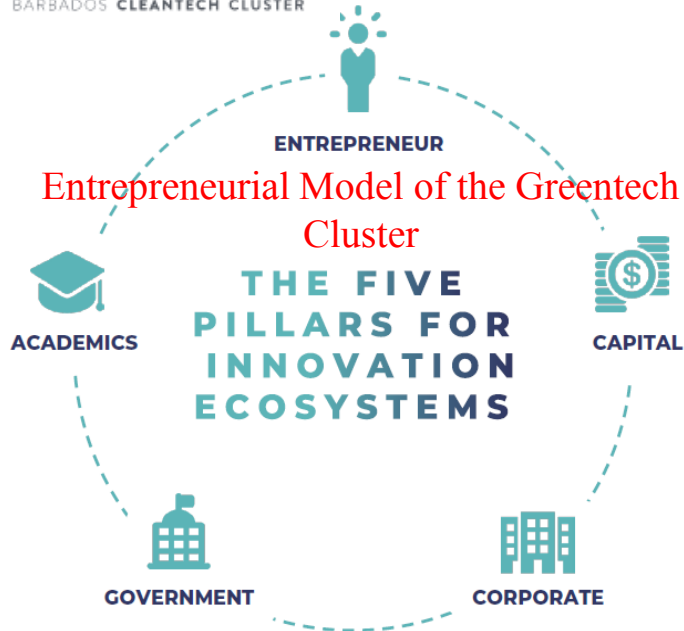 BARBADOS CLEANTECH CLUSTER
ENTREPRENEUR
Entrepreneurial Model of the Greentech
Cluster
THE FIVE
PILLARS FOR
INNOVATION
ECOSYSTEMS
ACADEMICS
CAPITAL
$
GOVERNMENT
CORPORATE